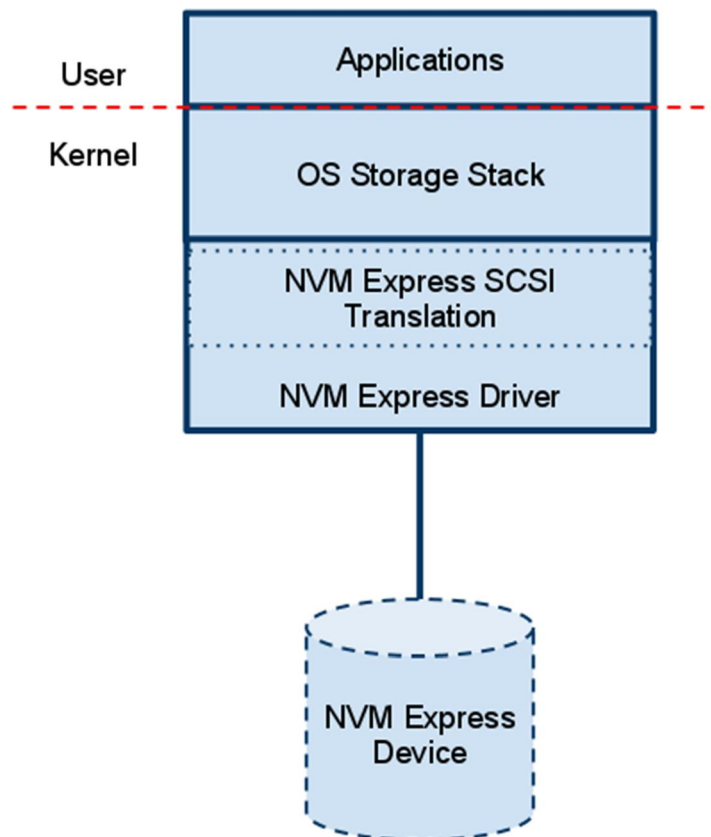 Applications
User
Kernel
OS Storage Stack
NVM Express SCSI
Translation
NVM Express Driver
NVM Express
Device